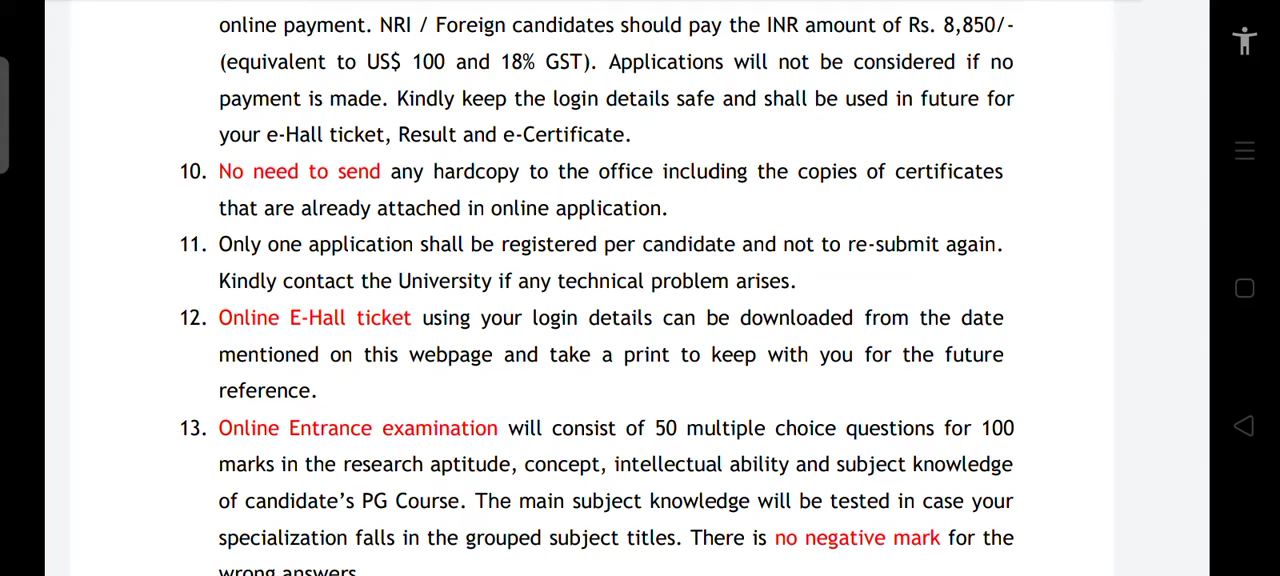 online payment. NRI / Foreign candidates should pay the INR amount of Rs. 8,850/-
(equivalent to US$ 100 and 18% GST). Applications will not be considered if no
payment is made. Kindly keep the login details safe and shall be used in future for
your e-Hall ticket, Result and e-Certificate.
10. No need to send any hardcopy to the office including the copies of certificates
that are already attached in online application.
11. Only one application shall be registered per candidate and not to re-submit again.
Kindly contact the University if any technical problem arises.
12. Online E-Hall ticket using your login details can be downloaded from the date
mentioned on this webpage and take a print to keep with you for the future
reference.
13. Online Entrance examination will consist of 50 multiple choice questions for 100
marks in the research aptitude, concept, intellectual ability and subject knowledge
of candidate’s PG Course. The main subject knowledge will be tested in case your
specialization falls in the grouped subject titles. There is no negative mark for the
wrong answers.